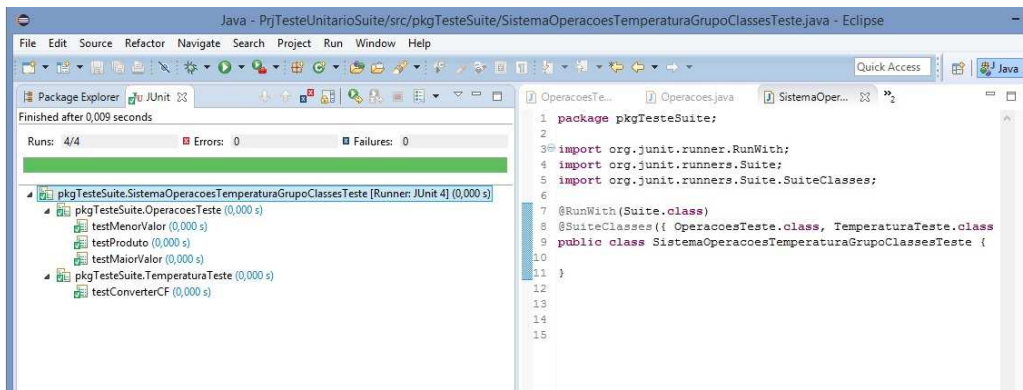 Java - PrjTesteUnitarioSuite/src/pkgTesteSuite/SistemaOperacoesTemperaturaGrupoClassesTeste.java - Eclipse
File Edit Source Refactor Navigate Search Project Run Window Help
Quick Access Java
Package Explorer JUnit
Finished after 0,009 seconds
Runs: 4/4 Errors: 0 Failures: 0
pkgTesteSuite.SistemaOperacoesTemperaturaGrupoClassesTeste [Runner: JUnit 4] (0,000 s)
pkgTesteSuite.OperacoesTeste (0,000 s)
testMenorValor (0,000 s)
testProduto (0,000 s)
testMaiorValor (0,000 s)
pkgTesteSuite.TemperaturaTeste (0,000 s)
testConverterCF (0,000 s)
OperacoesTe... Operacoes.java SistemaOper... »2
1 package pkgTesteSuite;
2
3 import org.junit.runner.RunWith;
4 import org.junit.runners.Suite;
5 import org.junit.runners.Suite.SuiteClasses;
6
7 @RunWith(Suite.class)
8 @SuiteClasses({ OperacoesTeste.class, TemperaturaTeste.class
9 public class SistemaOperacoesTemperaturaGrupoClassesTeste {
10
11 }
12
13
14
15